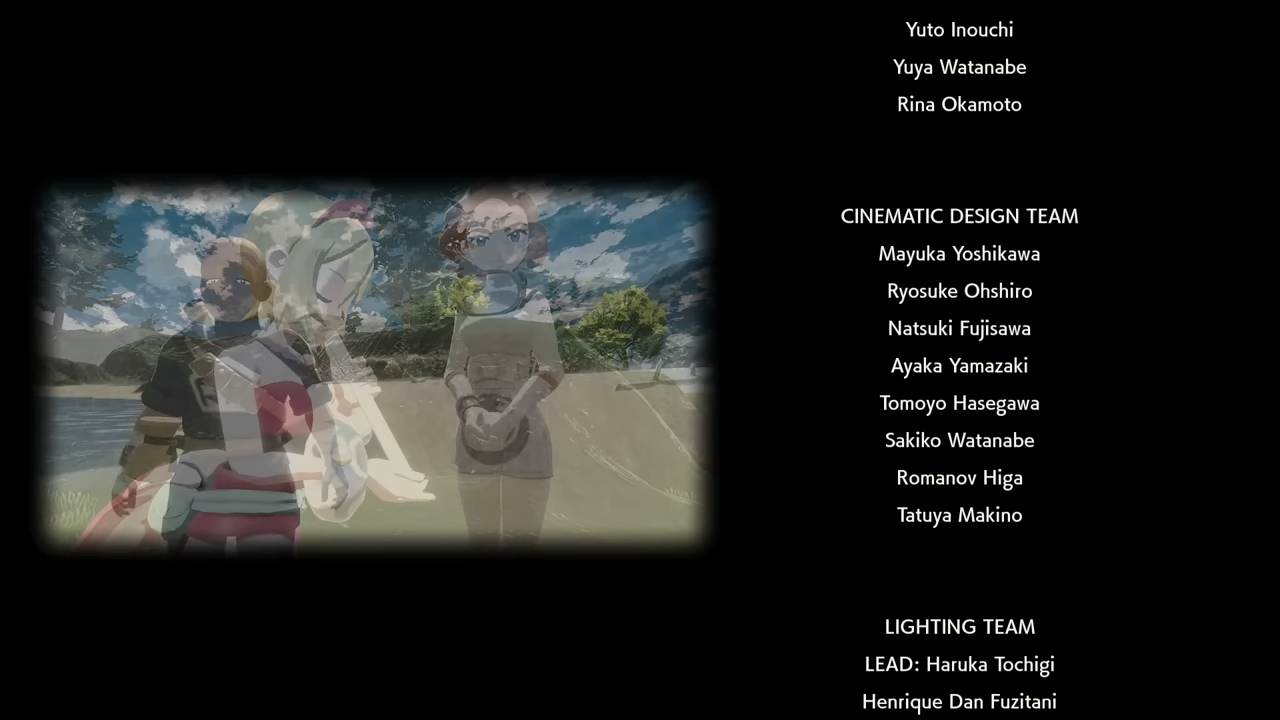 Yuto Inouchi
Yuya Watanabe
Rina Okamoto
CINEMATIC DESIGN TEAM
Mayuka Yoshikawa
Ryosuke Ohshiro
Natsuki Fujisawa
Ayaka Yamazaki
Tomoyo Hasegawa
Sakiko Watanabe
Romanov Higa
Tatuya Makino
LIGHTING TEAM
LEAD: Haruka Tochigi
Henrique Dan Fuzitani